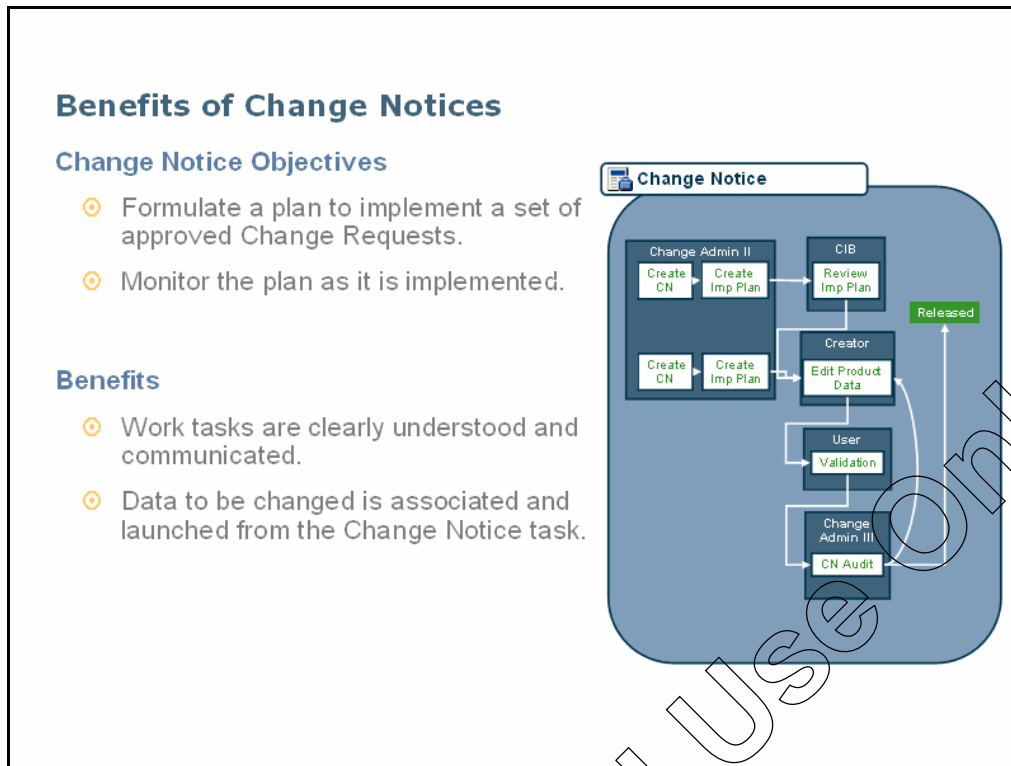 Benefits of Change Notices
Change Notice Objectives
Formulate a plan to implement a set of
approved Change Requests.
Monitor the plan as it is implemented.
Benefits
Work tasks are clearly understood and
communicated.
Data to be changed is associated and
launched from the Change Notice task.
Change Notice
Change Admin II
Create
CN
Create
Imp Plan
CIB
Review
Imp Plan
Released
Create
CN
Create
Imp Plan
Creator
Edit Product
Data
User
Validation
Change
Admin III
CN Audit
Use